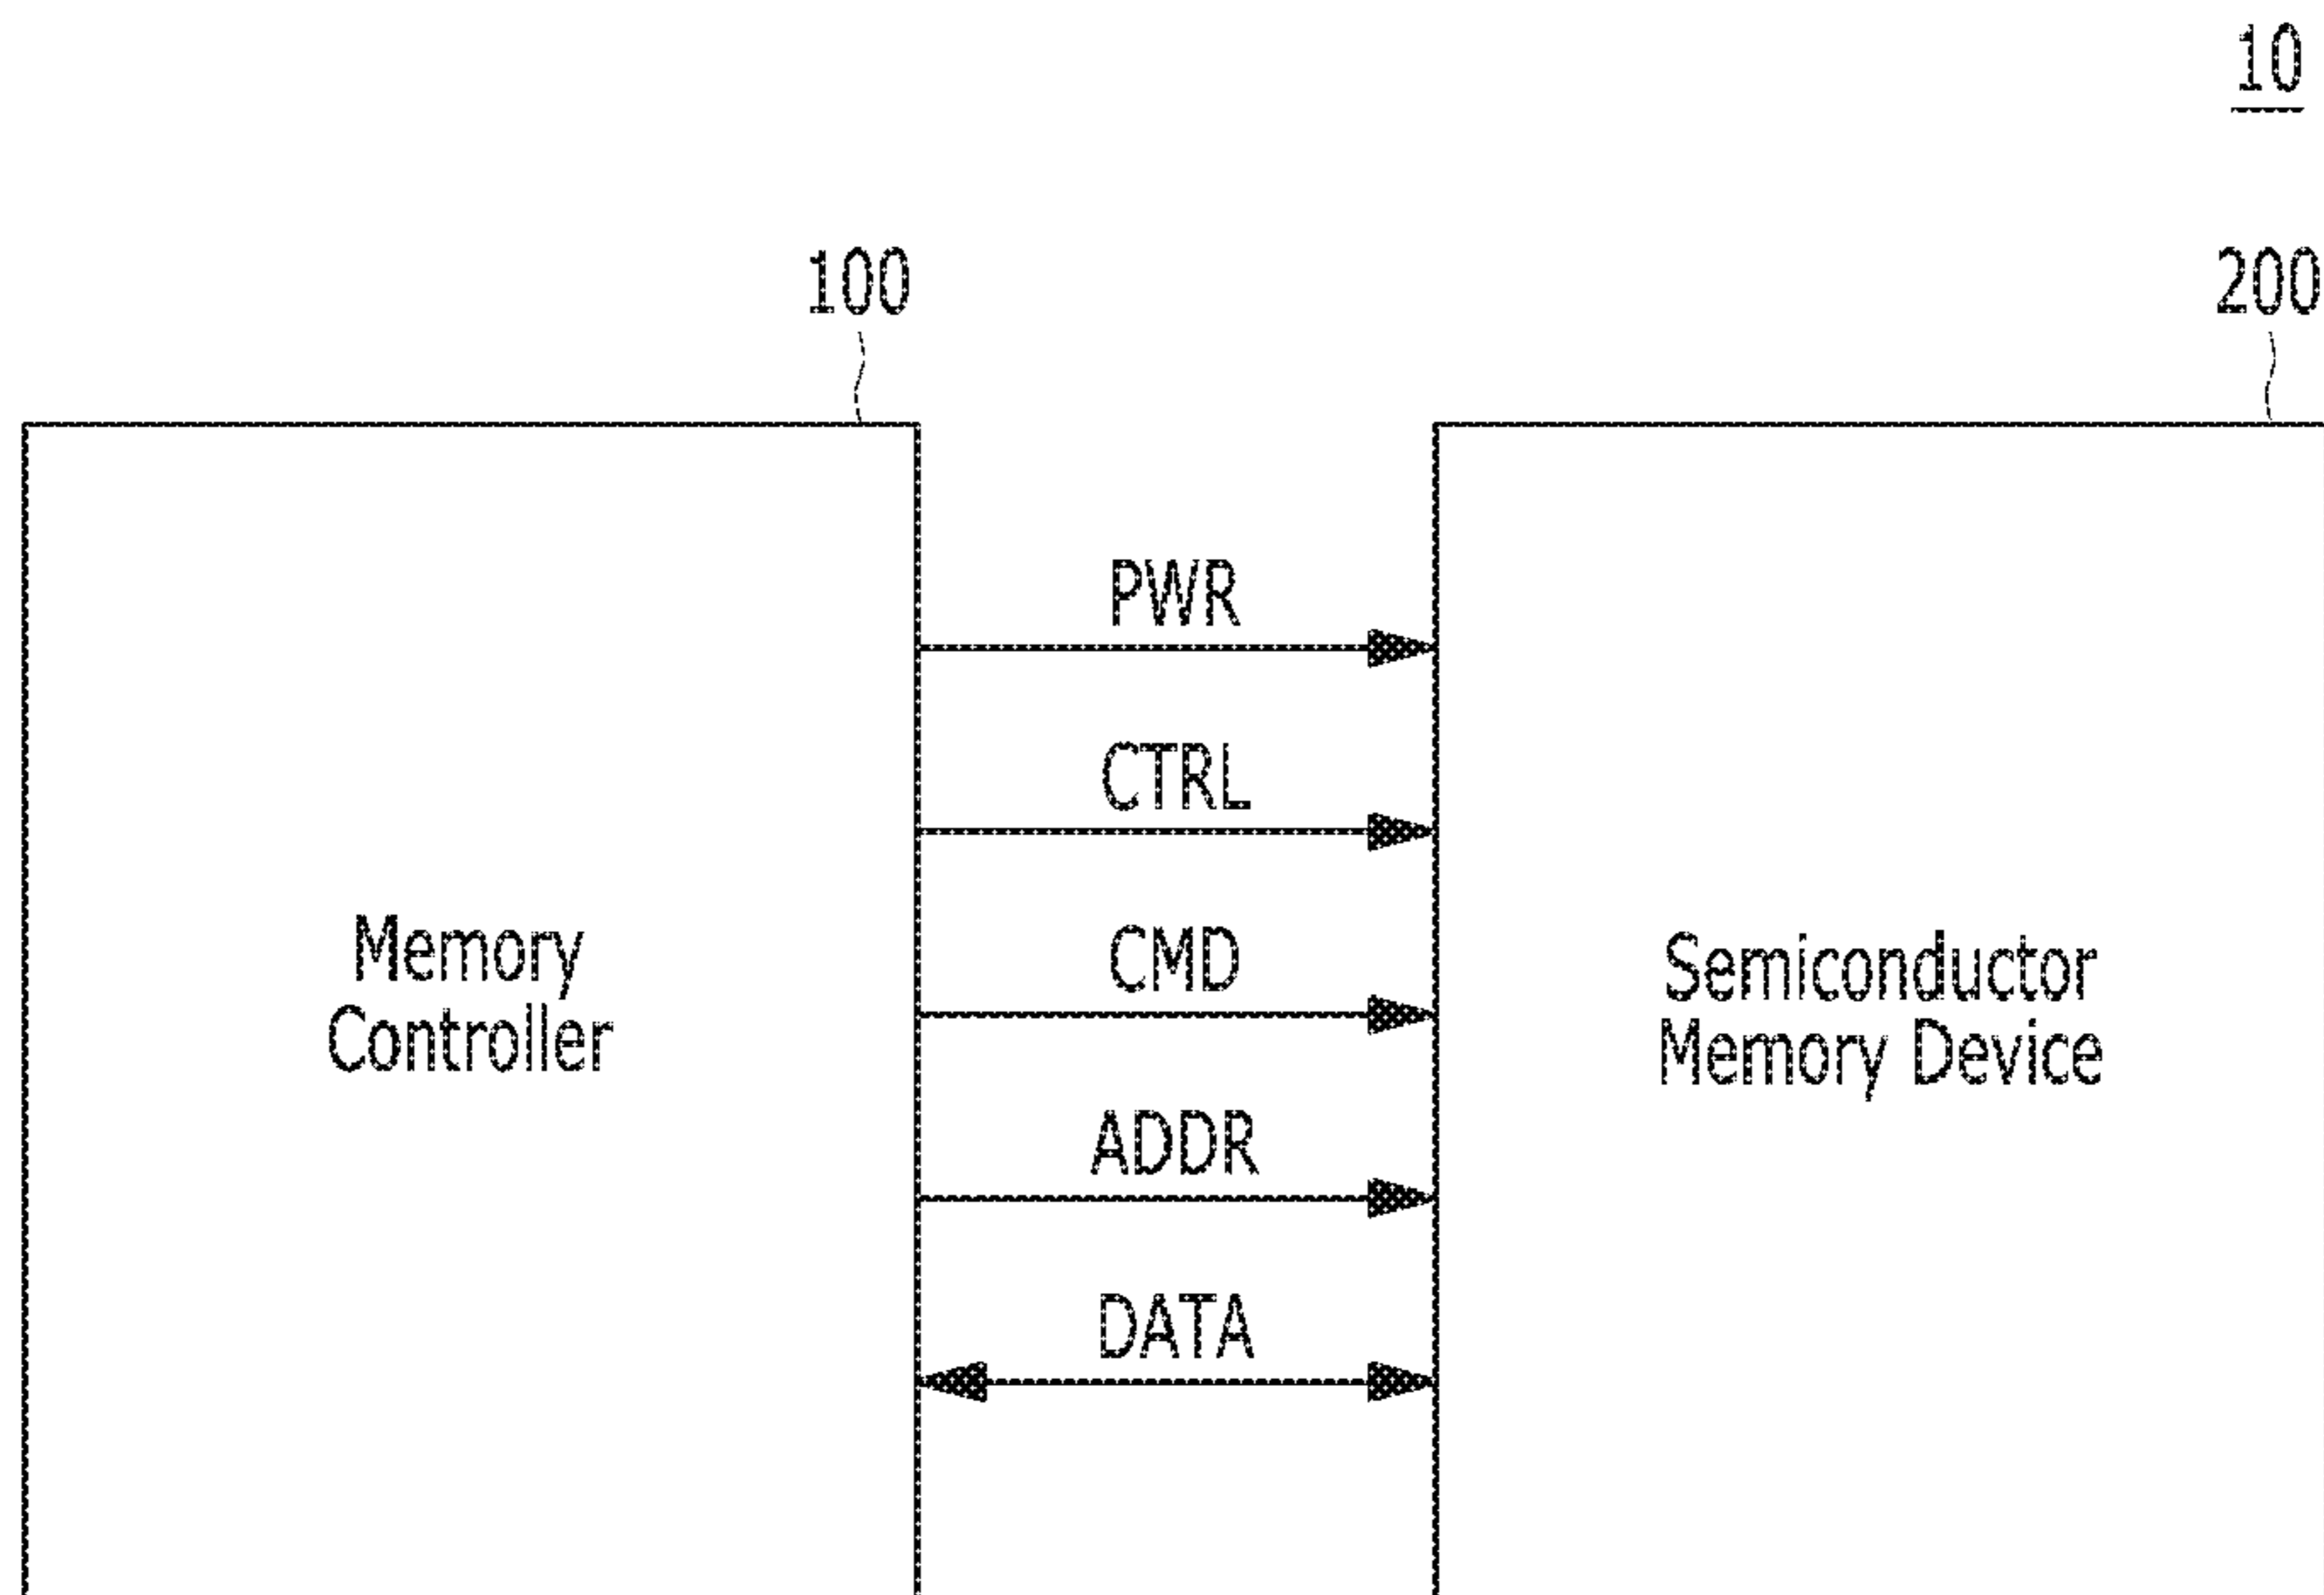 10
100
200
PWR
CTRL
CMD
ADDR
DATA
Memory
Controller
Semiconductor
Memory Device